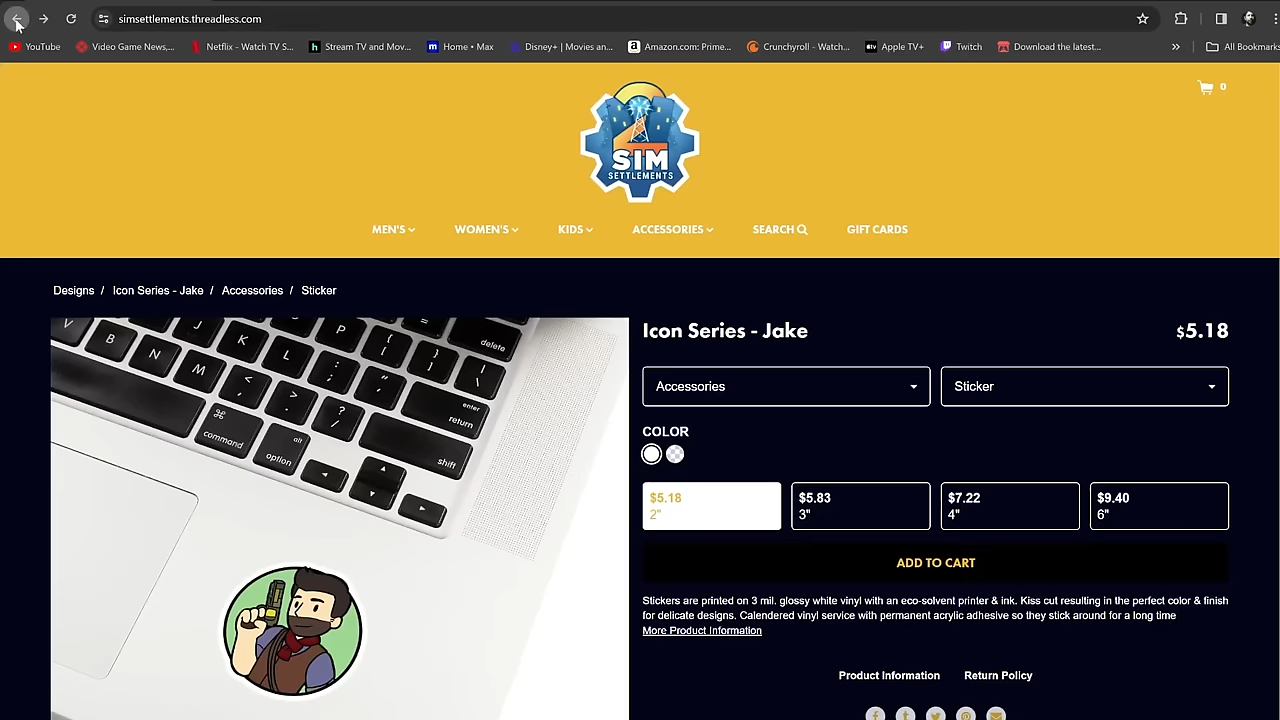 simsettlements.threadless.com
YouTube
Video Game News,...
Netflix - Watch TV S...
Stream TV and Mov...
Home • Max
Disney+ | Movies an...
Amazon.com: Prime...
Crunchyroll - Watch...
Apple TV+
Twitch
Download the latest...
»
All Bookmarks
0
SIM
SETTLEMENTS
MEN'S
WOMEN'S
KIDS
ACCESSORIES
SEARCH
GIFT CARDS
Designs / Icon Series - Jake / Accessories / Sticker
Icon Series - Jake
$5.18
Accessories
Sticker
COLOR
$5.18
2"
$5.83
3"
$7.22
4"
$9.40
6"
ADD TO CART
Stickers are printed on 3 mil. glossy white vinyl with an eco-solvent printer & ink. Kiss cut resulting in the perfect color & finish
for delicate designs. Calendered vinyl service with permanent acrylic adhesive so they stick around for a long time
More Product Information
Product Information
Return Policy
V
J
I
O
P
{ [
} ]
delete
B
H
K
L
: ;
" '
| \
N
M
< ,
> .
? /
enter
return
⌘
command
alt
option
shift